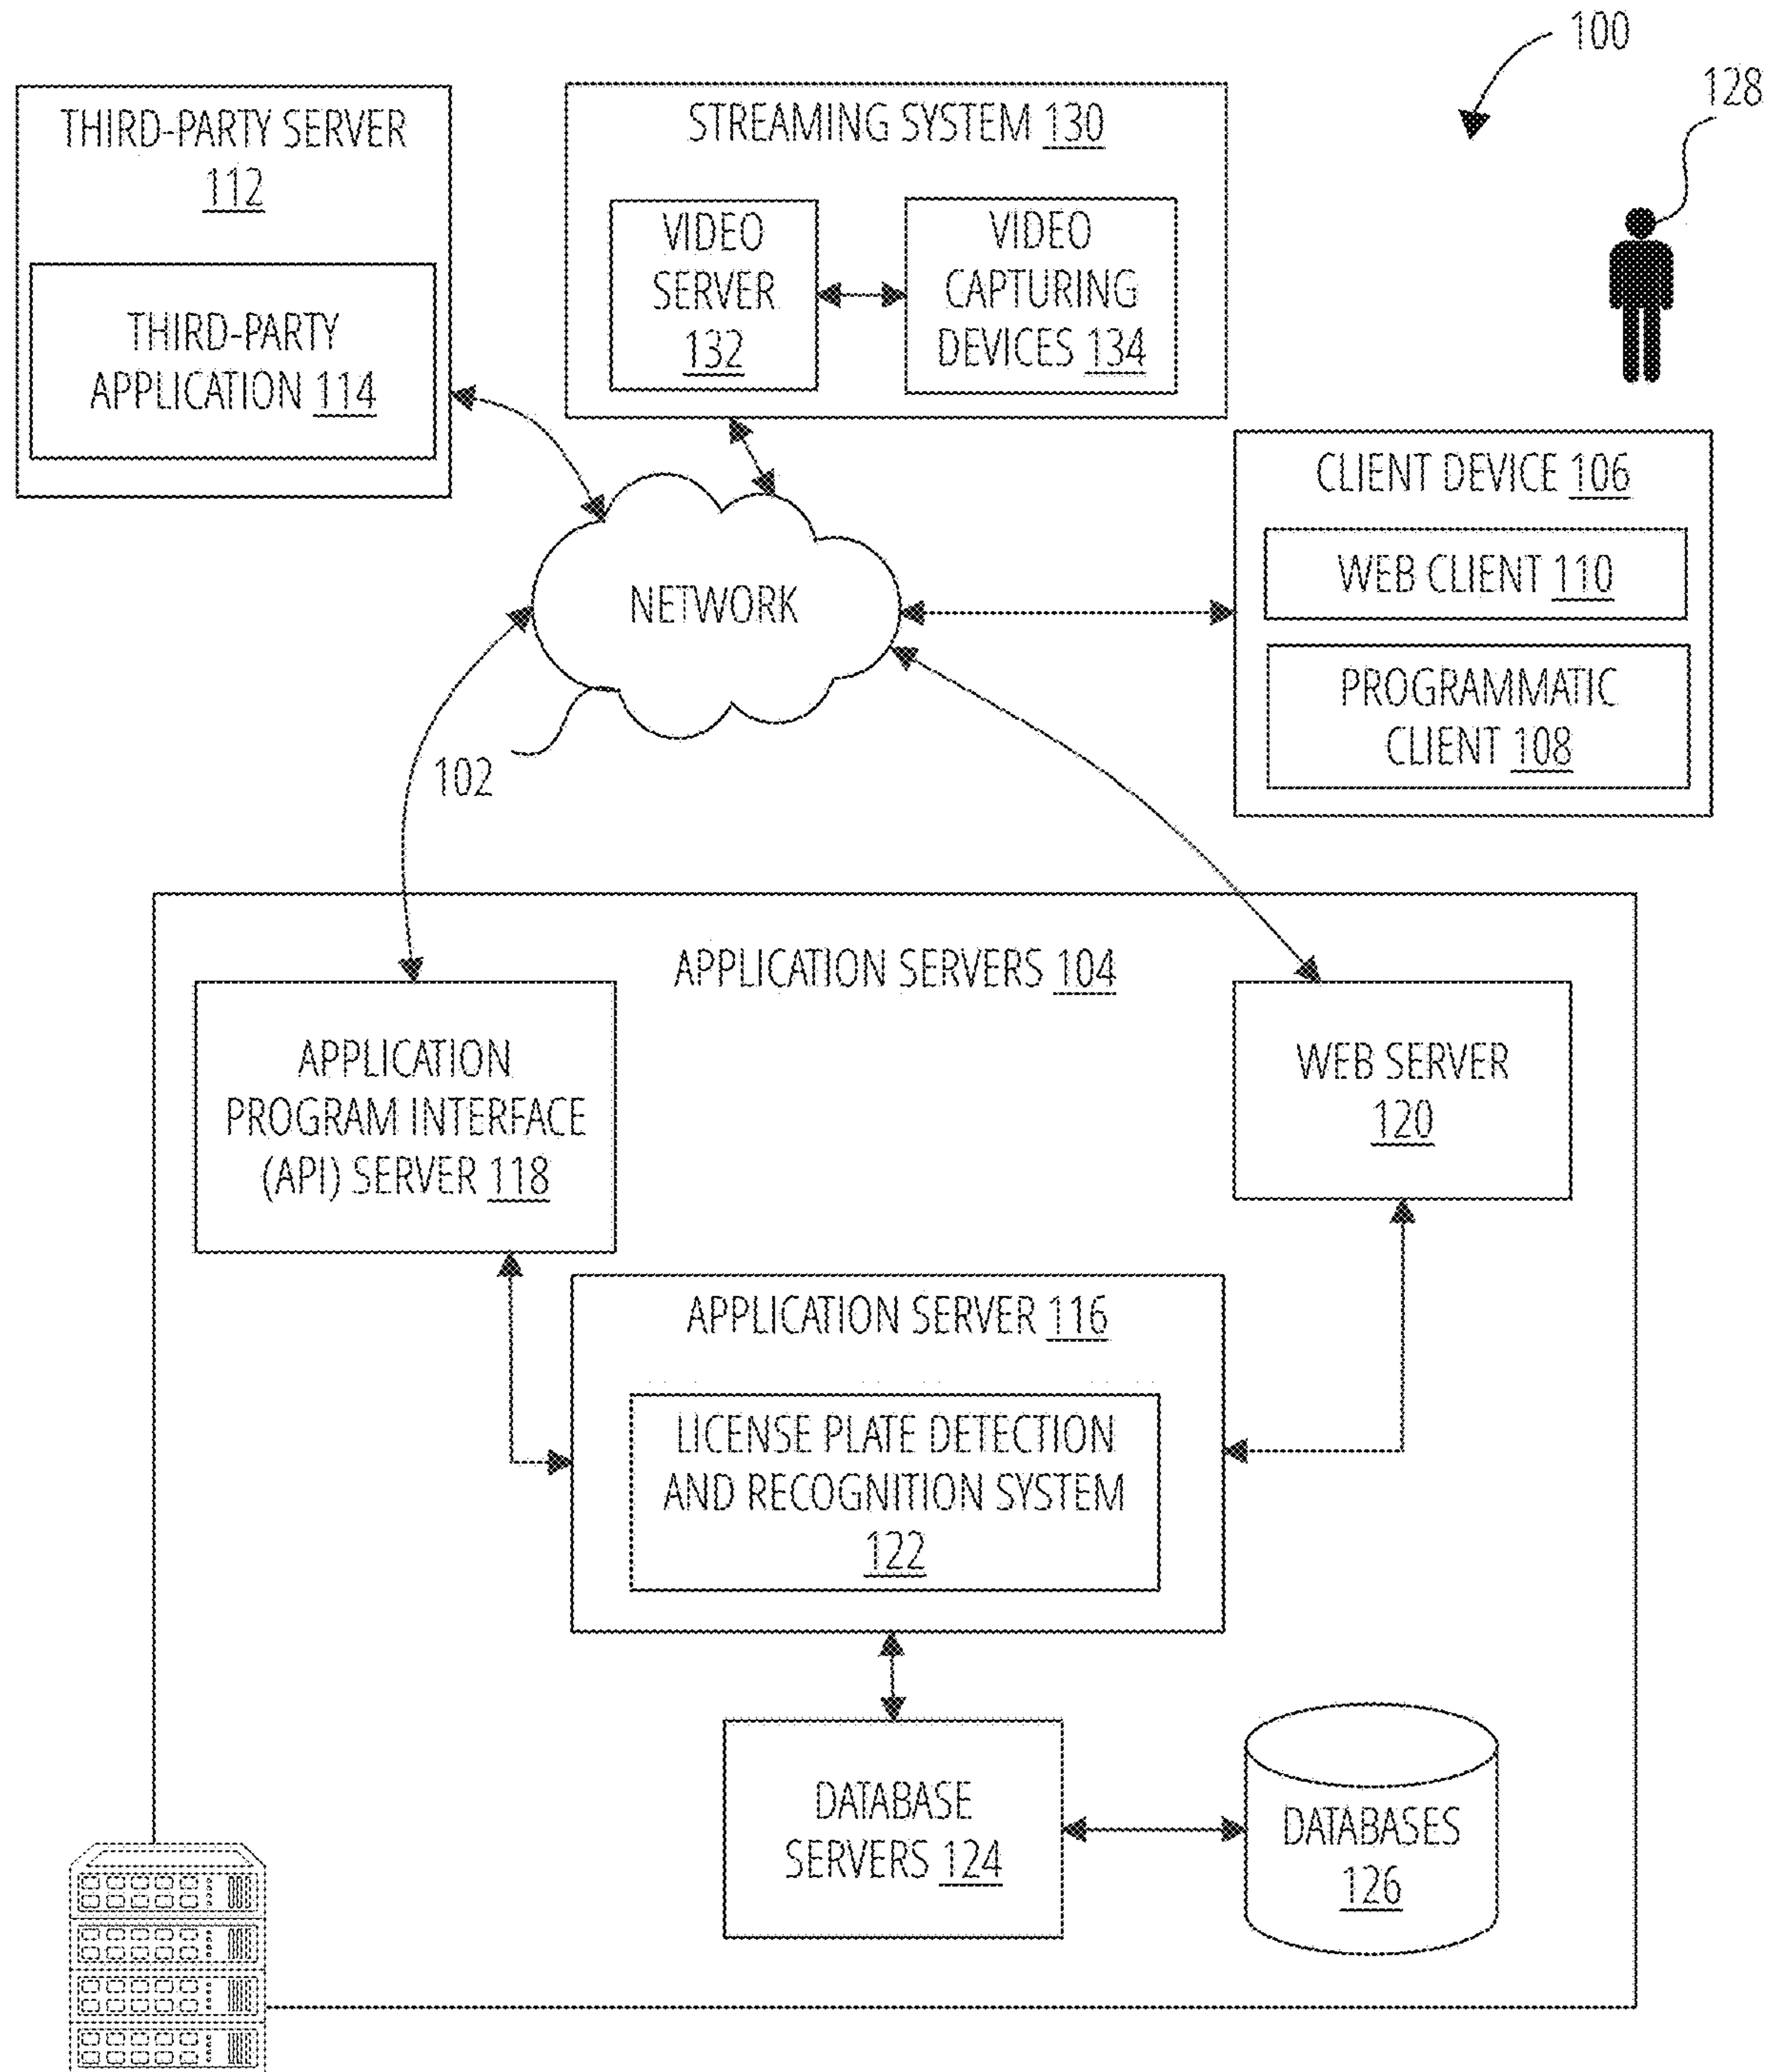 100
128
THIRD-PARTY SERVER
112
THIRD-PARTY
APPLICATION 114
STREAMING SYSTEM 130
VIDEO
SERVER
132
VIDEO
CAPTURING
DEVICES 134
CLIENT DEVICE 106
WEB CLIENT 110
PROGRAMMATIC
CLIENT 108
NETWORK
102
APPLICATION SERVERS 104
APPLICATION
PROGRAM INTERFACE
(API) SERVER 118
WEB SERVER
120
APPLICATION SERVER 116
LICENSE PLATE DETECTION
AND RECOGNITION SYSTEM
122
DATABASE
SERVERS 124
DATABASES
126